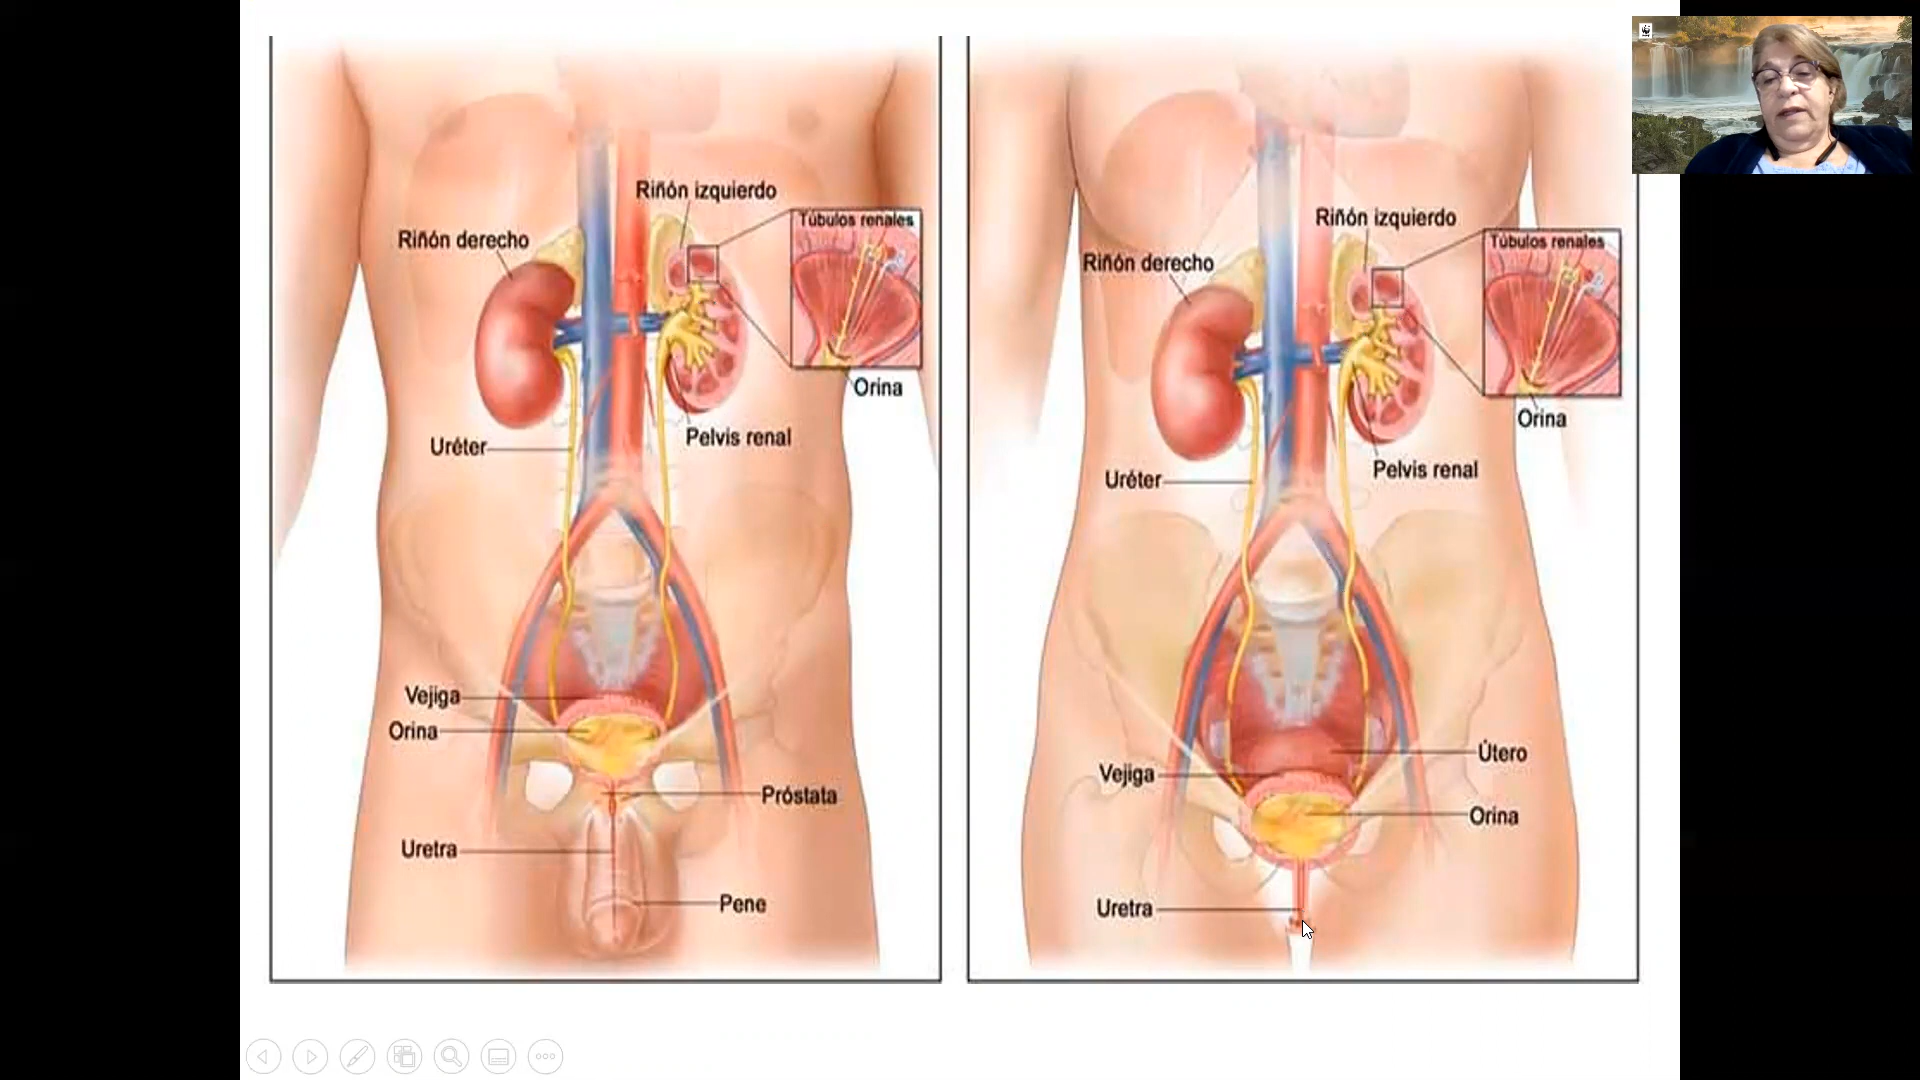 Riñón izquierdo
Túbulos renales
Riñón derecho
Orina
Pelvis renal
Uréter
Vejiga
Orina
Próstata
Uretra
Pene
Riñón izquierdo
Túbulos renales
Riñón derecho
Orina
Pelvis renal
Uréter
Útero
Vejiga
Orina
Uretra